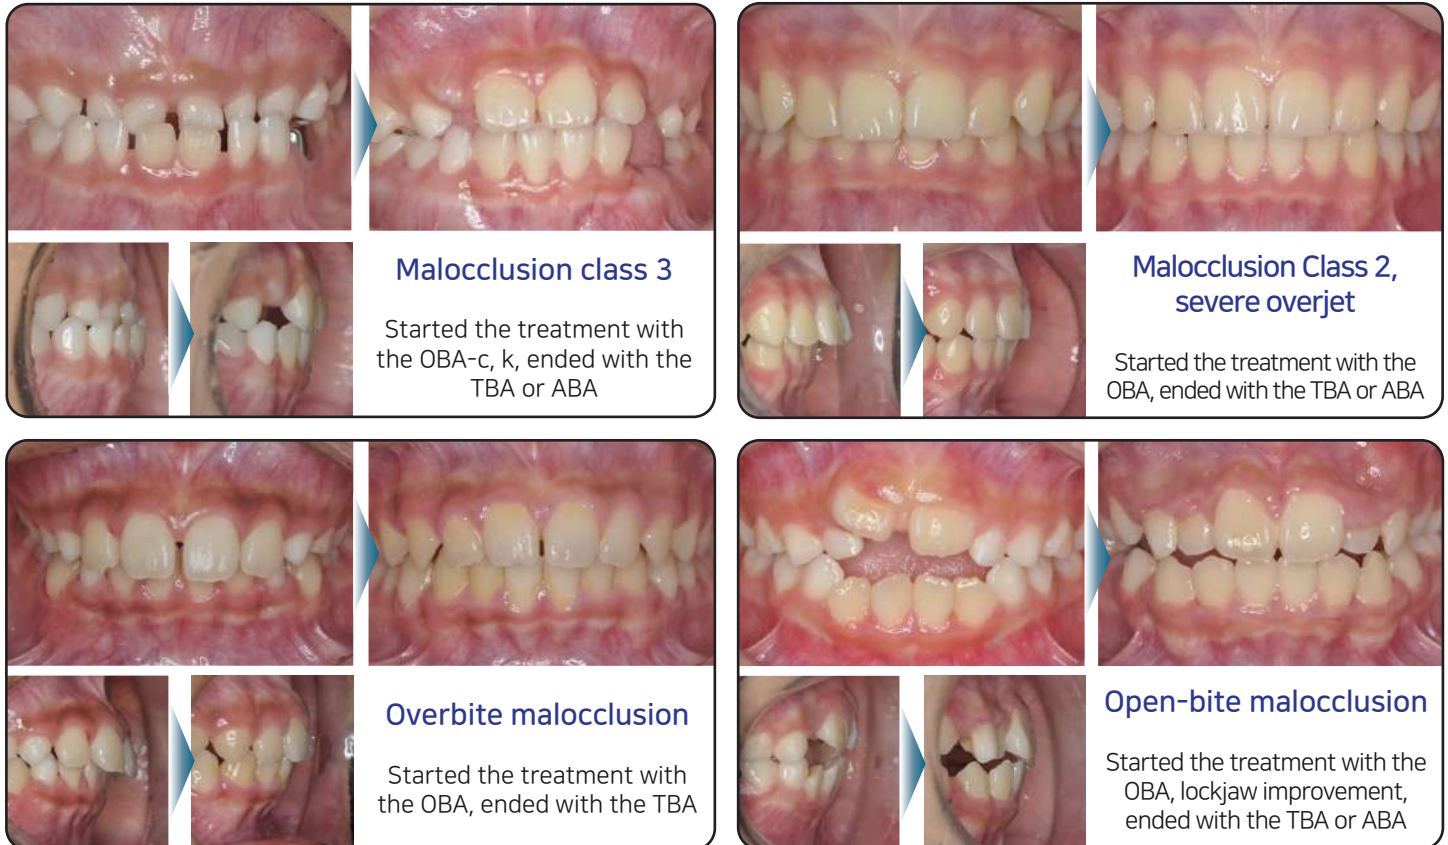 Malocclusion class 3
Started the treatment with
the OBA-c, k, ended with the
TBA or ABA
Malocclusion Class 2,
severe overjet
Started the treatment with the
OBA, ended with the TBA or ABA
Overbite malocclusion
Started the treatment with
the OBA, ended with the TBA
Open-bite malocclusion
Started the treatment with the
OBA, lockjaw improvement,
ended with the TBA or ABA